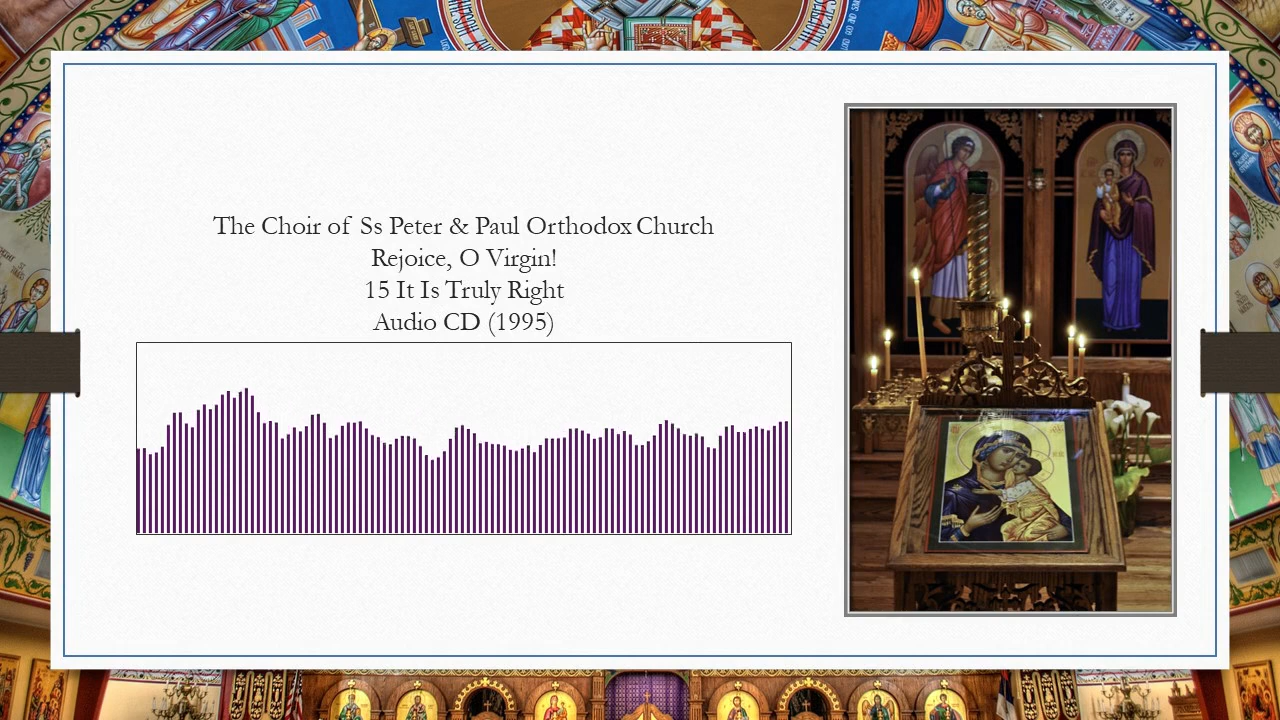 The Choir of Ss Peter & Paul Orthodox Church
Rejoice, O Virgin!
15 It Is Truly Right
Audio CD (1995)